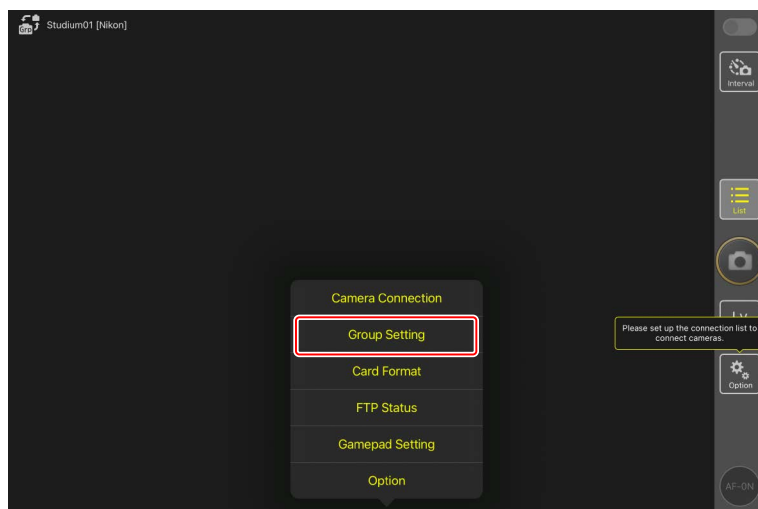 Grp
Studium01 [Nikon]
Interval
List
Camera Connection
Group Setting
Please set up the connection list to
connect cameras.
Card Format
Option
FTP Status
Gamepad Setting
Option
AF-ON